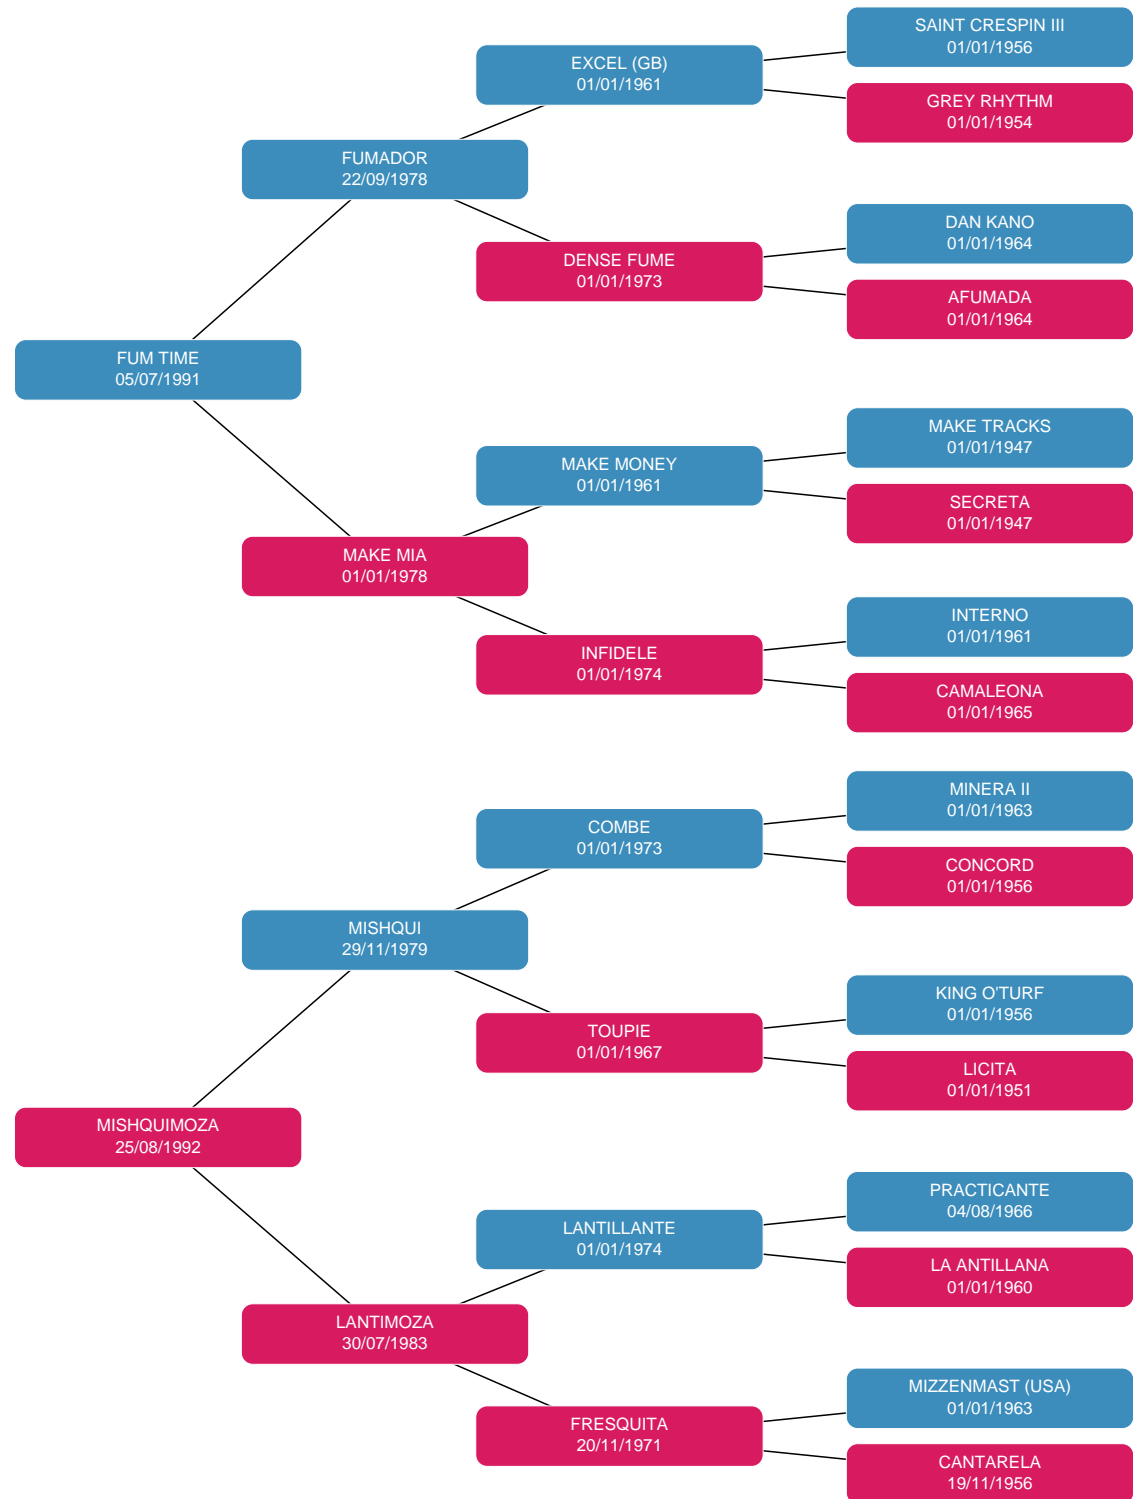 SAINT CRESPIN III
01/01/1956
EXCEL (GB)
01/01/1961
GREY RHYTHM
01/01/1954
FUMADOR
22/09/1978
DAN KANO
01/01/1964
DENSE FUME
01/01/1973
AFUMADA
01/01/1964
FUM TIME
05/07/1991
MAKE TRACKS
01/01/1947
MAKE MONEY
01/01/1961
SECRETA
01/01/1947
MAKE MIA
01/01/1978
INTERNO
01/01/1961
INFIDELE
01/01/1974
CAMALEONA
01/01/1965
MINERA II
01/01/1963
COMBE
01/01/1973
CONCORD
01/01/1956
MISHQUI
29/11/1979
KING O'TURF
01/01/1956
TOUPIE
01/01/1967
LICITA
01/01/1951
MISHQUIMOZA
25/08/1992
PRACTICANTE
04/08/1966
LANTILLANTE
01/01/1974
LA ANTILLANA
01/01/1960
LANTIMOZA
30/07/1983
MIZZENMAST (USA)
01/01/1963
FRESQUITA
20/11/1971
CANTARELA
19/11/1956